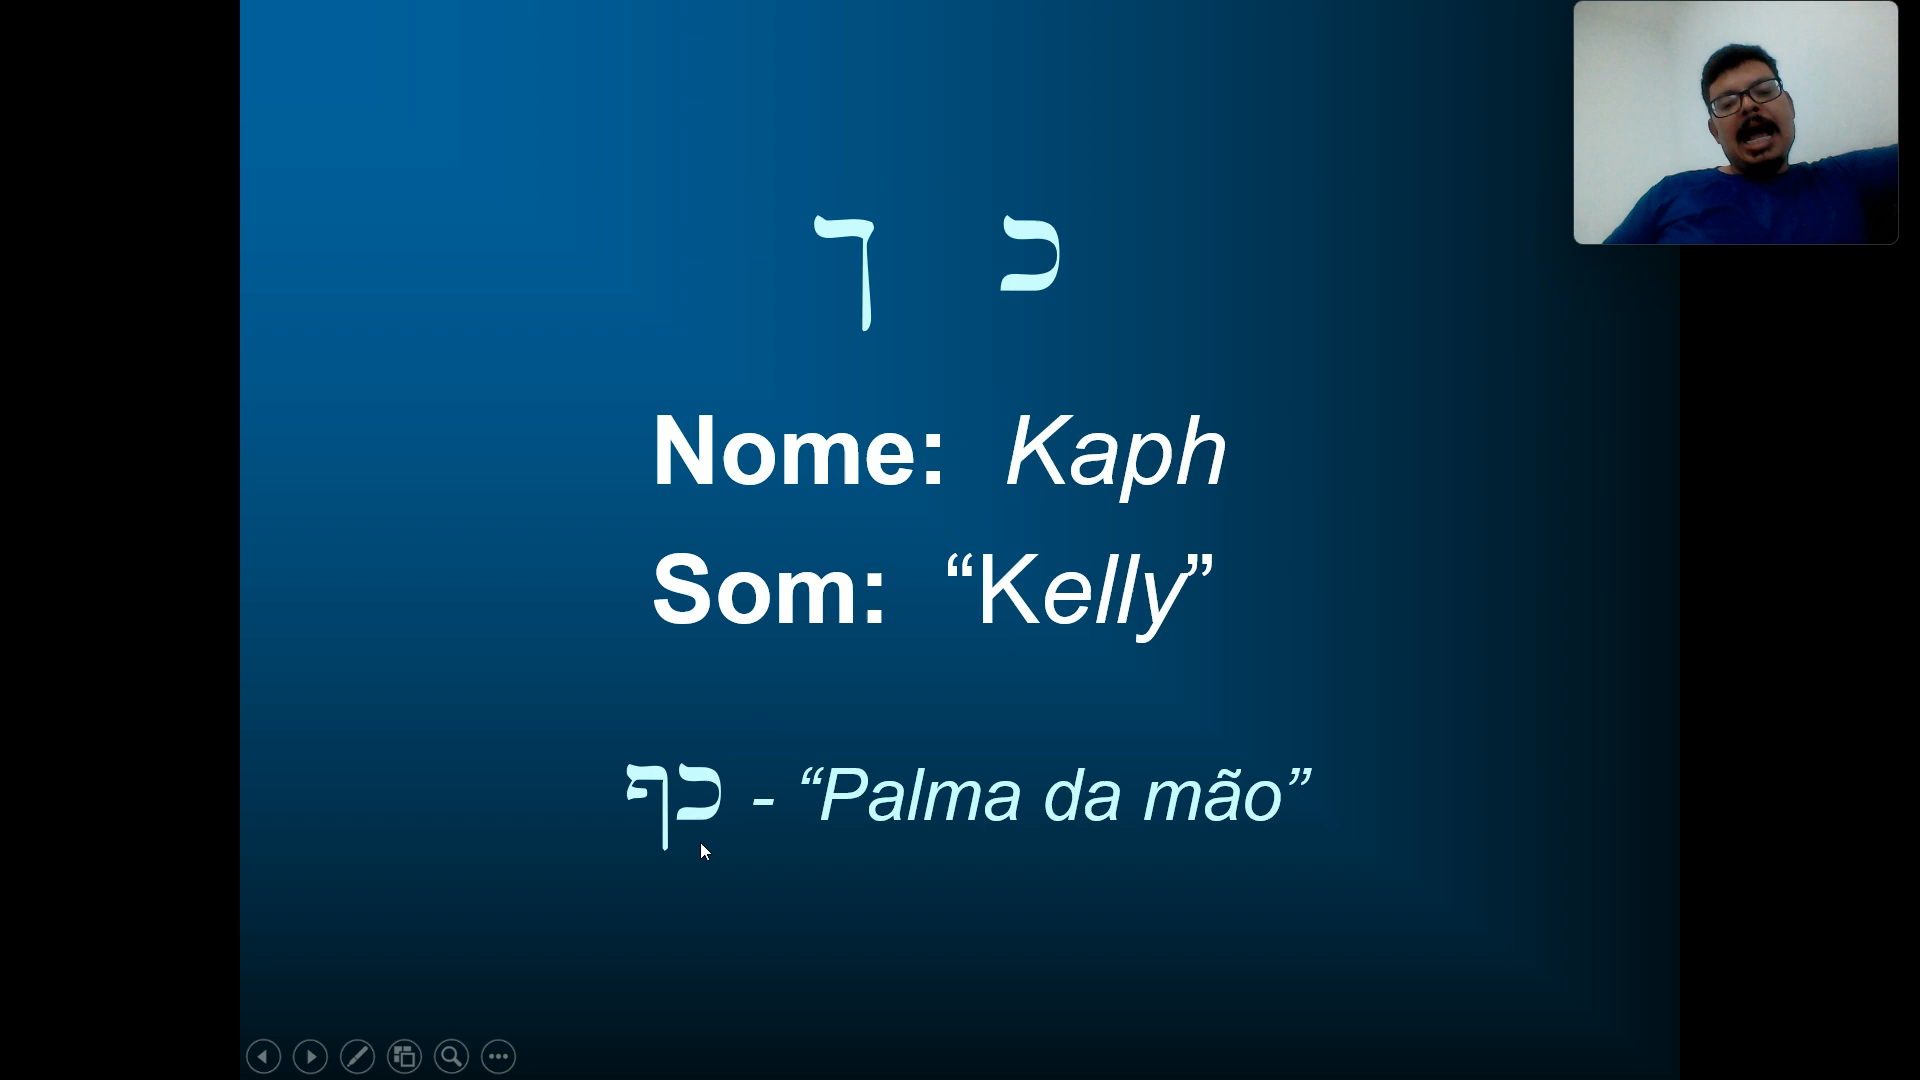 כ ך
Nome: Kaph
Som: “Kelly”
כף - “Palma da mão”